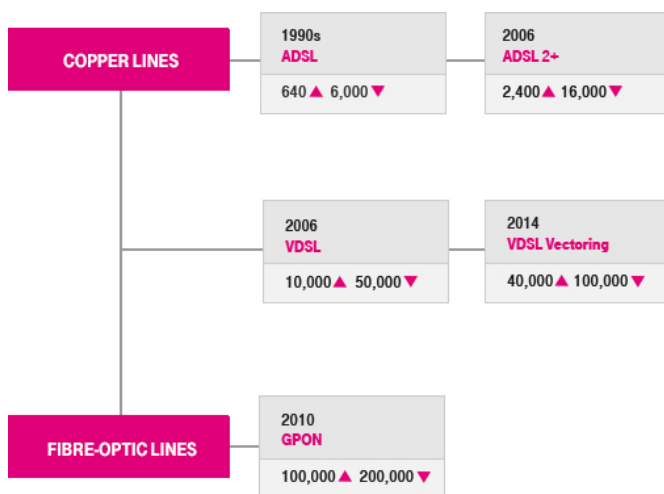 COPPER LINES
1990s
ADSL
640 ▲ 6,000 ▼
2006
ADSL 2+
2,400 ▲ 16,000 ▼
2006
VDSL
10,000 ▲ 50,000 ▼
2014
VDSL Vectoring
40,000 ▲ 100,000 ▼
FIBRE-OPTIC LINES
2010
GPON
100,000 ▲ 200,000 ▼